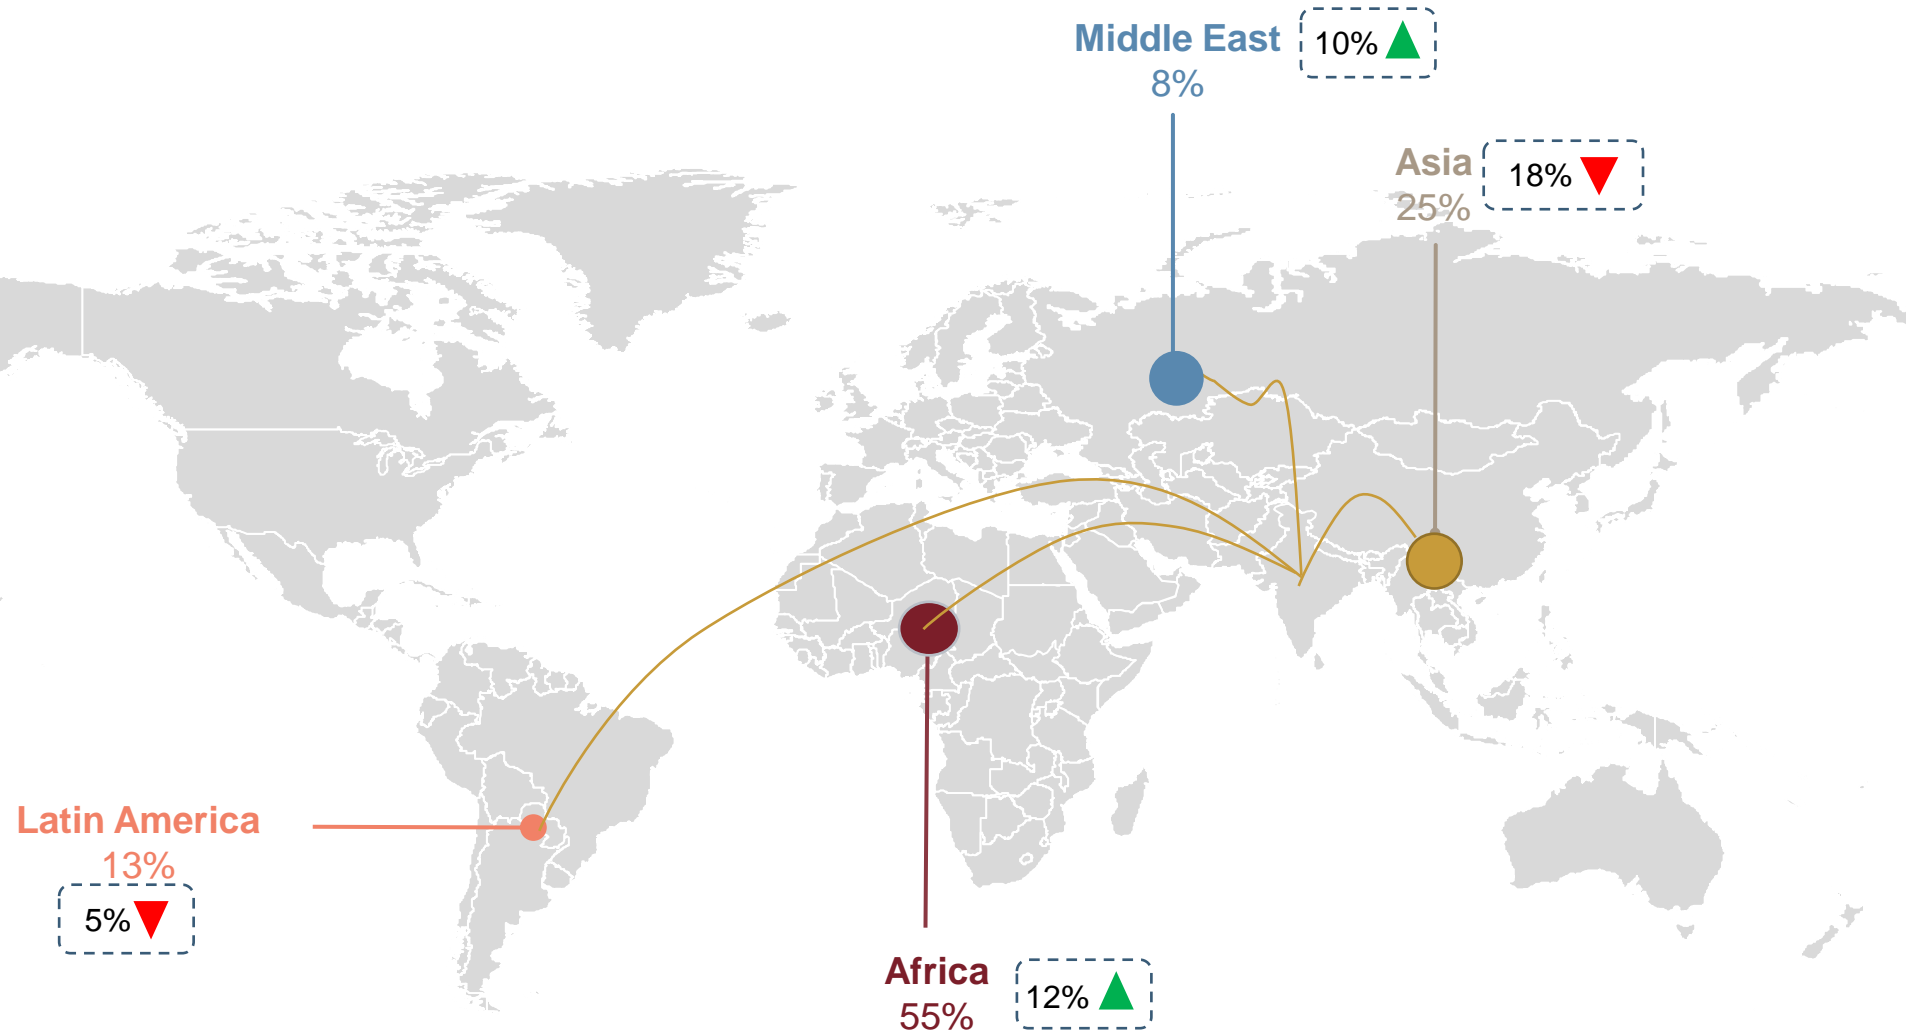 Middle East
8%
10%
Asia
25%
18%
Latin America
13%
5%
Africa
55%
12%